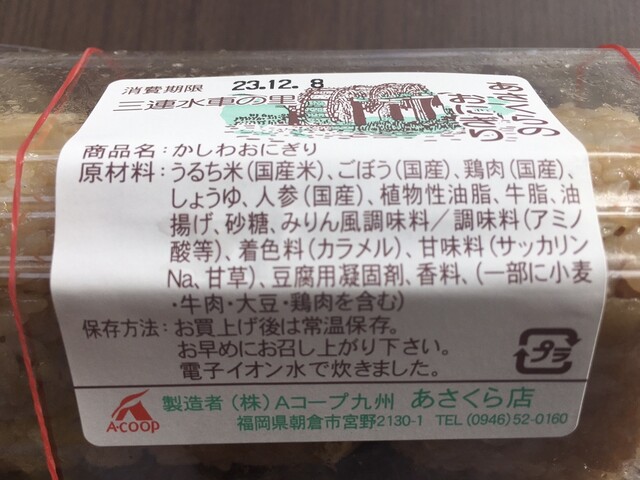 消費期限 23.12.8
三連水車の里
あさくらの
おにぎり
商品名：かしわおにぎり
原材料：うるち米(国産米)、ごぼう(国産)、鶏肉(国産)、
しょうゆ、人参(国産)、植物性油脂、牛脂、油
揚げ、砂糖、みりん風調味料／調味料(アミノ
酸等)、着色料(カラメル)、甘味料(サッカリン
Na、甘草)、豆腐用凝固剤、香料、(一部に小麦
・牛肉・大豆・鶏肉を含む)
保存方法：お買上げ後は常温保存。
お早めにお召し上がり下さい。
電子イオン水で炊きました。
プラ
A-COOP
製造者(株)Aコープ九州 あさくら店
福岡県朝倉市宮野2130-1 TEL(0946)52-0160